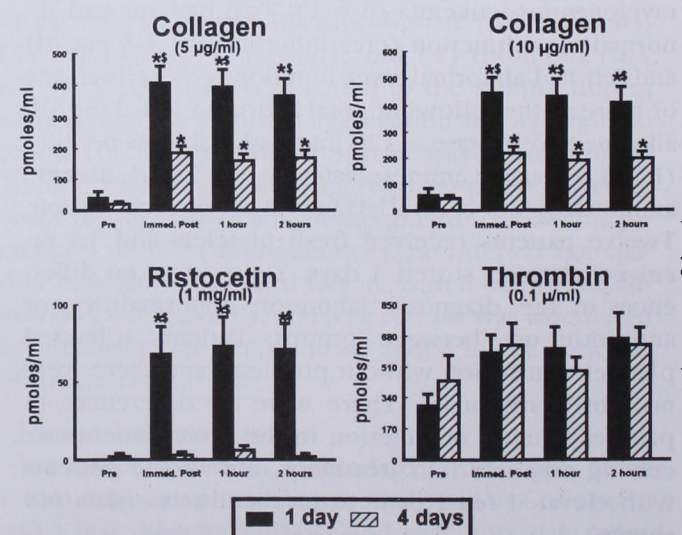 Collagen
(5 µg/ml)
pmoles/ml
500
400
300
200
100
0
*$ *$ *$
* * *
Pre Immed. Post 1 hour 2 hours
Collagen
(10 µg/ml)
pmoles/ml
500
400
300
200
100
0
*$ *$ *$
* * *
Pre Immed. Post 1 hour 2 hours
Ristocetin
(1 mg/ml)
pmoles/ml
100
50
0
*$ *$ *$
Pre Immed. Post 1 hour 2 hours
Thrombin
(0.1 µ/ml)
pmoles/ml
850
680
510
340
170
0
Pre Immed. Post 1 hour 2 hours
1 day 4 days